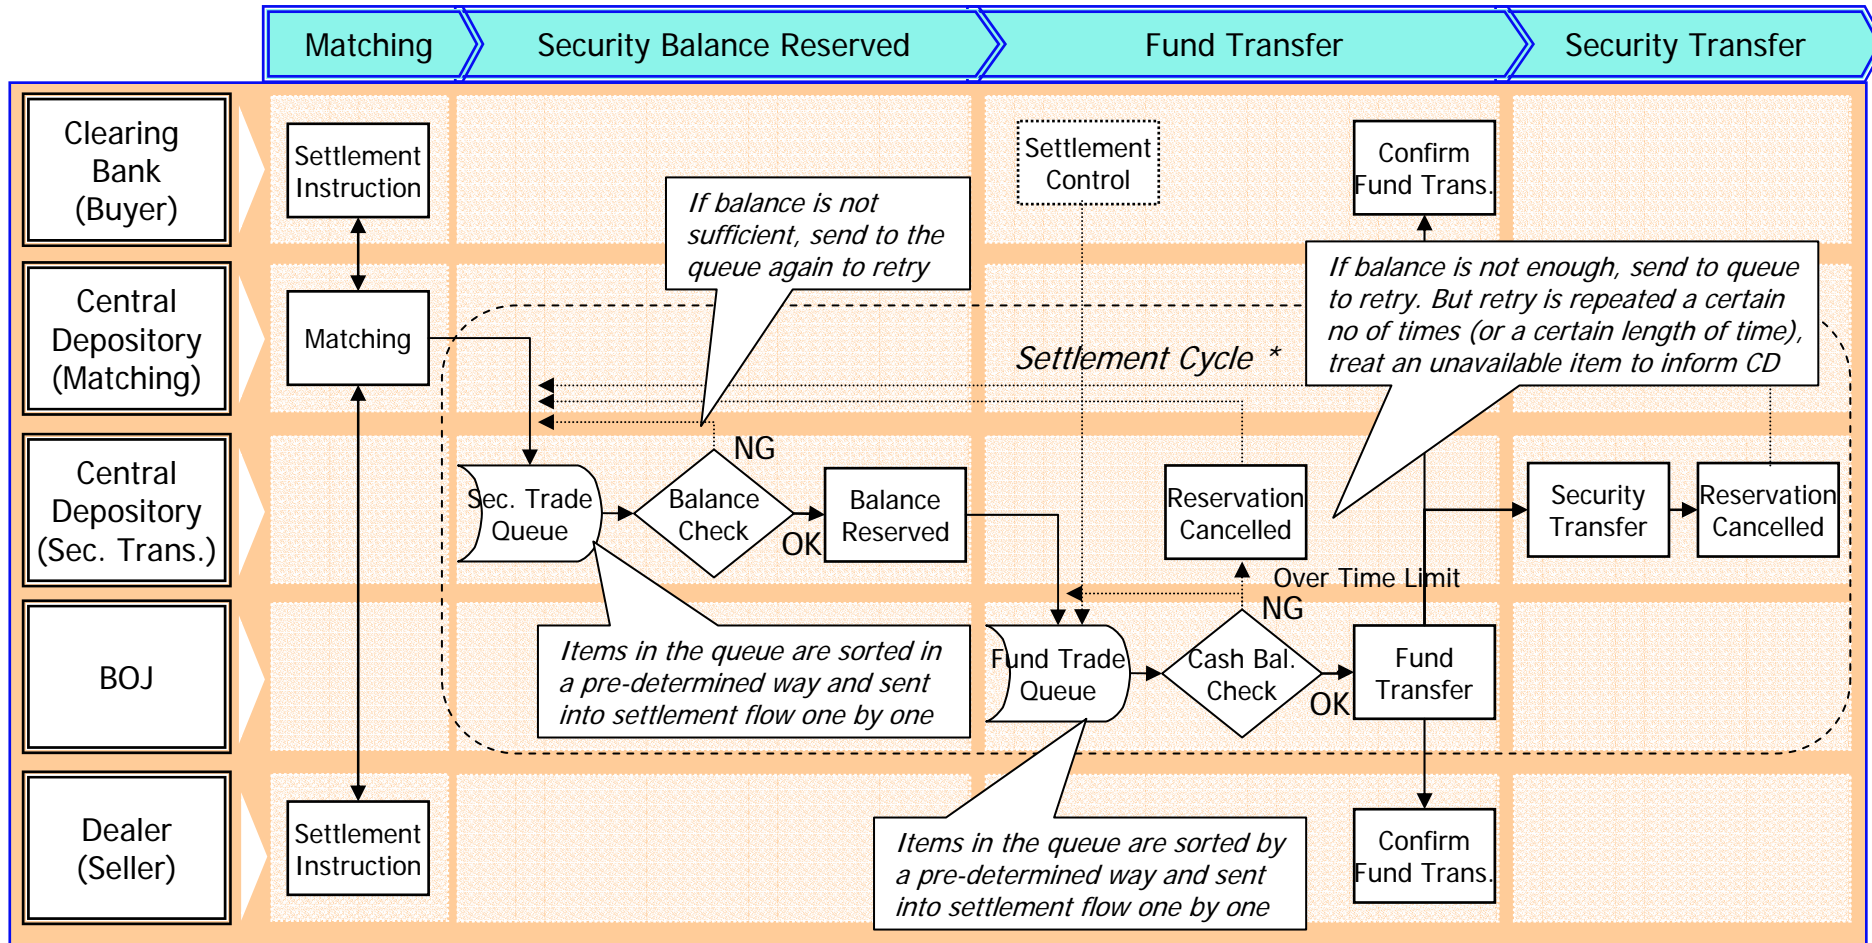 Matching
Security Balance Reserved
Fund Transfer
Security Transfer
Clearing
Bank
(Buyer)
Settlement
Instruction
If balance is not
sufficient, send to the
queue again to retry
Settlement
Control
Confirm
Fund Trans.
Central
Depository
(Matching)
Matching
Settlement Cycle *
If balance is not enough, send to queue
to retry. But retry is repeated a certain
no of times (or a certain length of time),
treat an unavailable item to inform CD
Central
Depository
(Sec. Trans.)
Sec. Trade
Queue
NG
Balance
Check
OK
Balance
Reserved
Reservation
Cancelled
Security
Transfer
Reservation
Cancelled
Over Time Limit
BOJ
Items in the queue are sorted in
a pre-determined way and sent
into settlement flow one by one
Fund Trade
Queue
NG
Cash Bal.
Check
OK
Fund
Transfer
Dealer
(Seller)
Settlement
Instruction
Items in the queue are sorted by
a pre-determined way and sent
into settlement flow one by one
Confirm
Fund Trans.